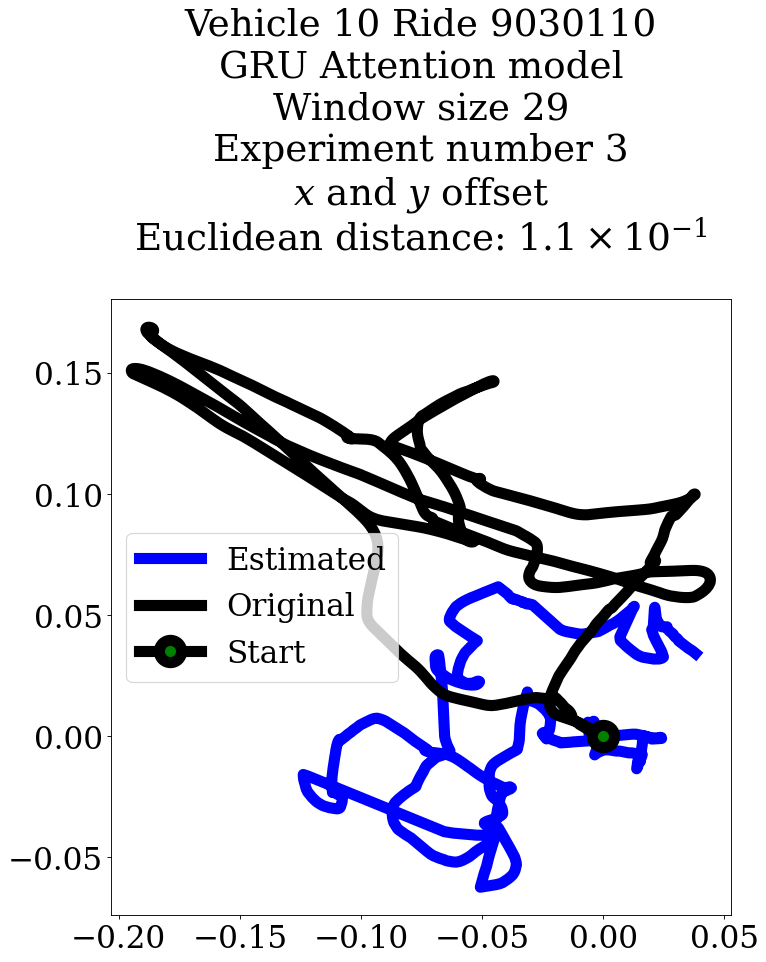 Vehicle 10 Ride 9030110
GRU Attention model
Window size 29
Experiment number 3
x and y offset
Euclidean distance: 1.1 × 10⁻¹
0.15
0.10
0.05
0.00
−0.05
Estimated
Original
Start
−0.20 −0.15 −0.10 −0.05 0.00 0.05